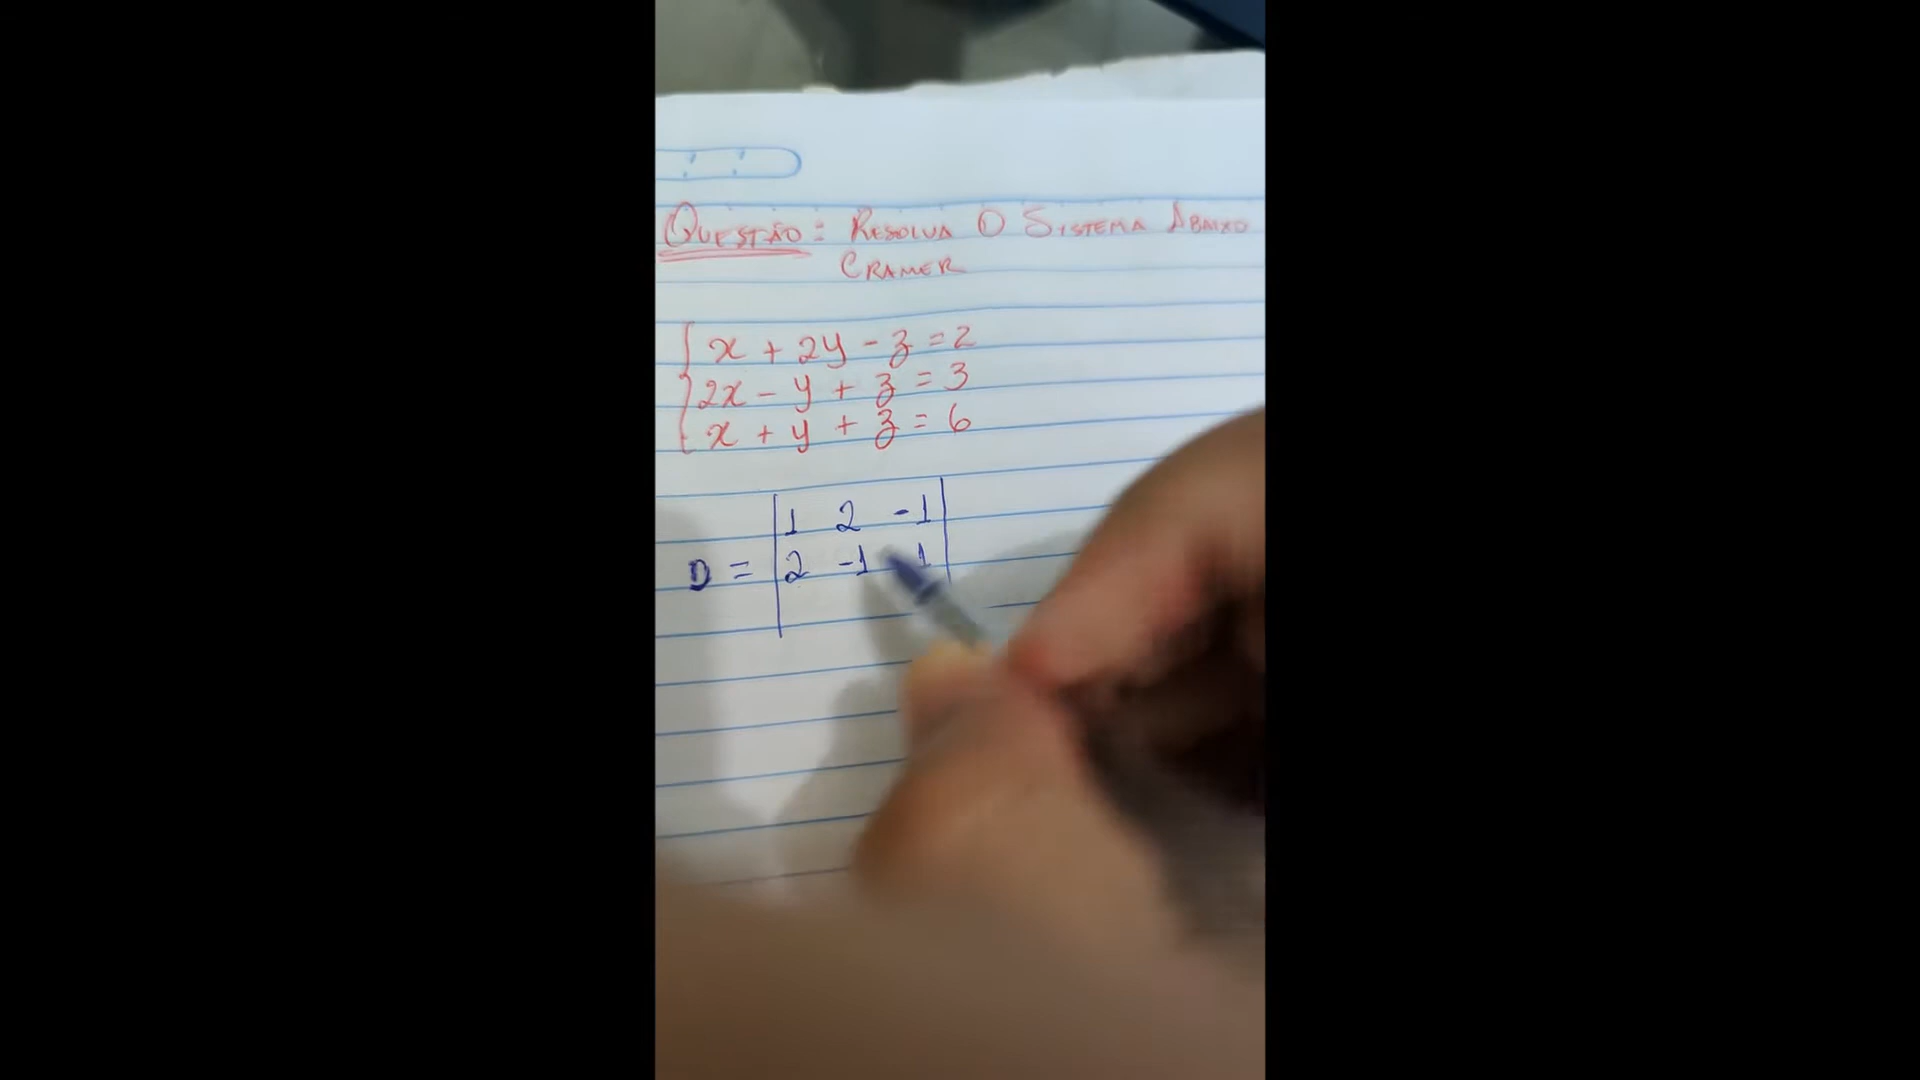 QUESTÃO: RESOLVA O SISTEMA ABAIXO
CRAMER
x + 2y - z = 2
2x - y + z = 3
x + y + z = 6
1 2 -1
D = 2 -1 1